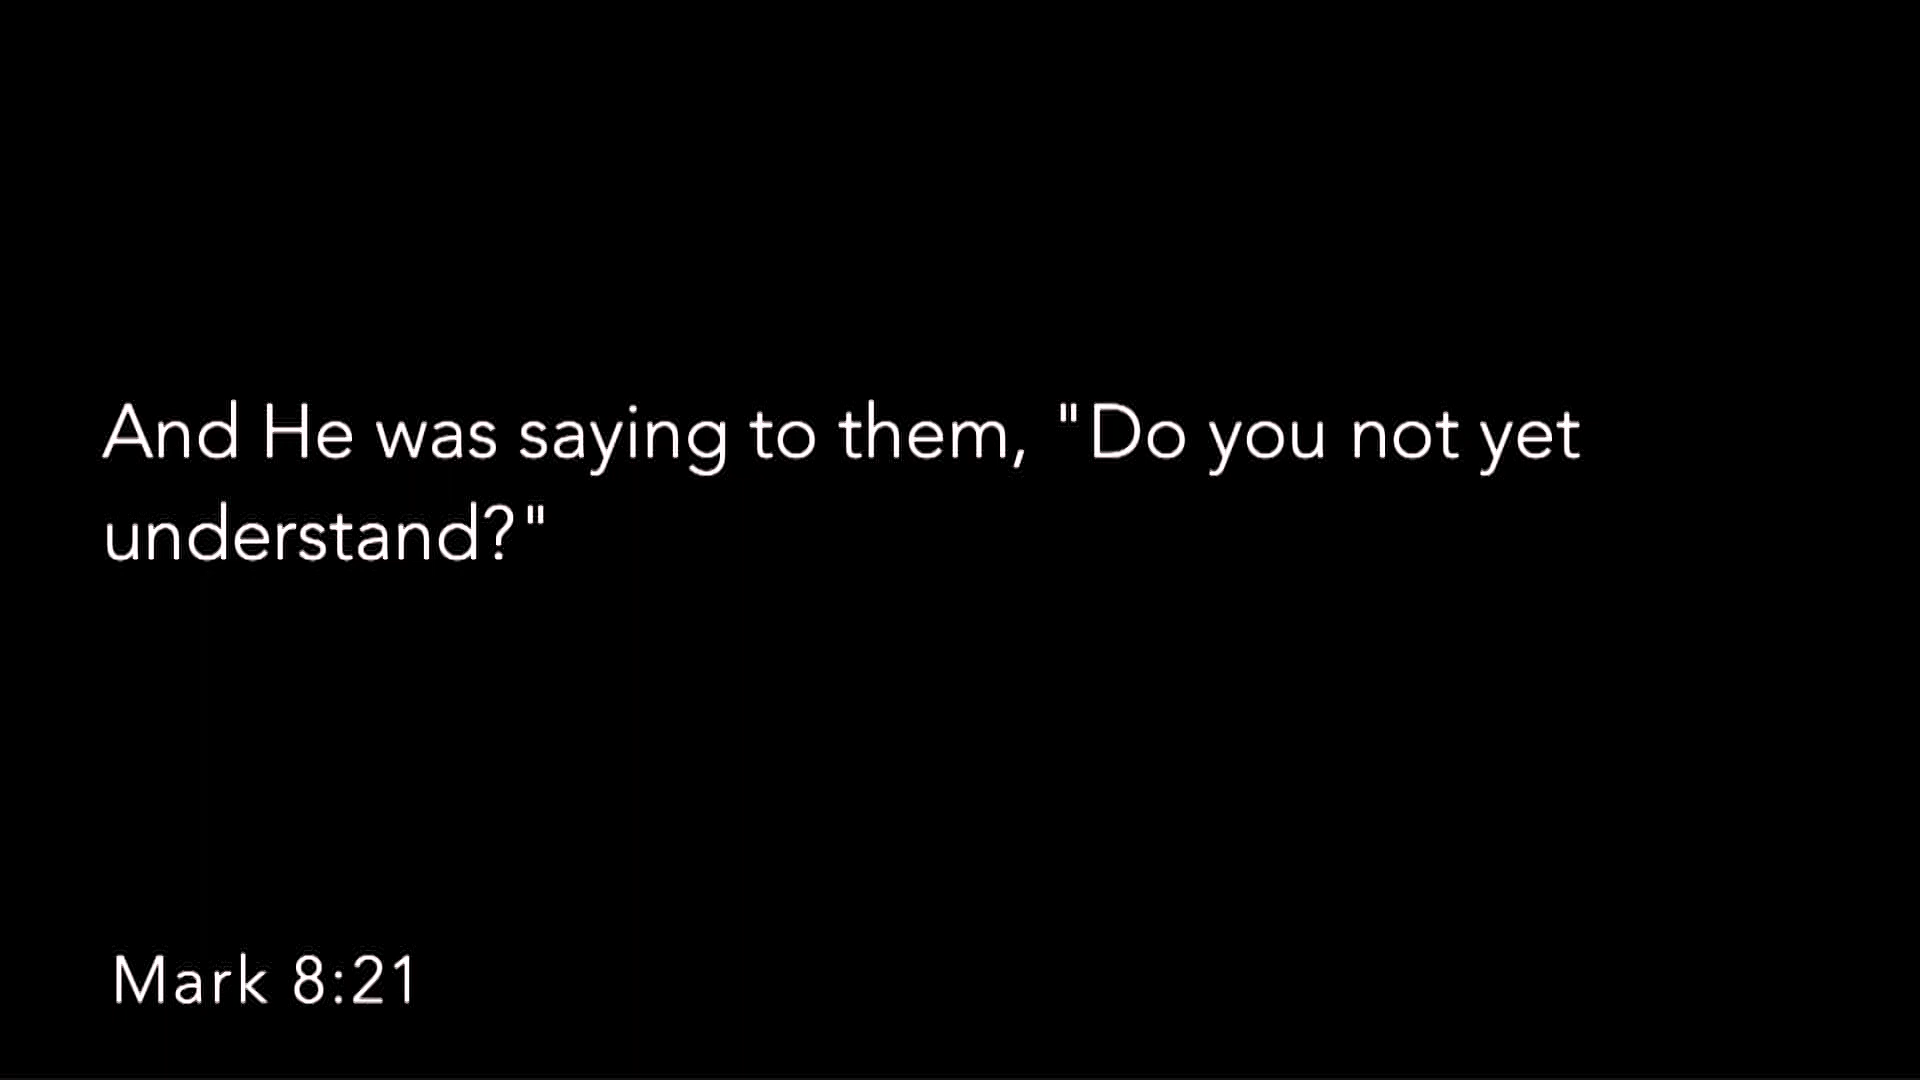 And He was saying to them, "Do you not yet
understand?"
Mark 8:21